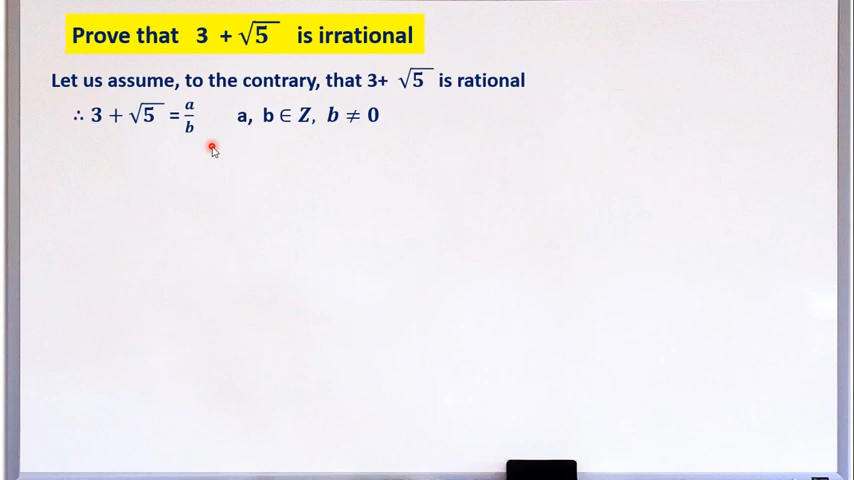 Prove that 3 + √5 is irrational
Let us assume, to the contrary, that 3+ √5 is rational
∴ 3 + √5 = a/b a, b ∈ Z, b ≠ 0